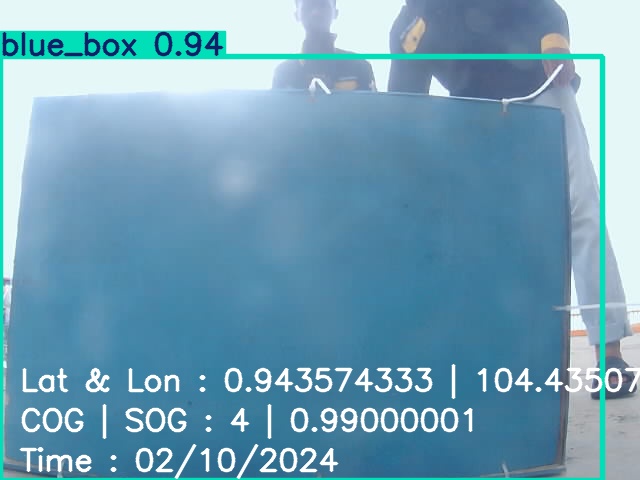 blue_box 0.94
Lat & Lon : 0.943574333 | 104.43507
COG | SOG : 4 | 0.99000001
Time : 02/10/2024